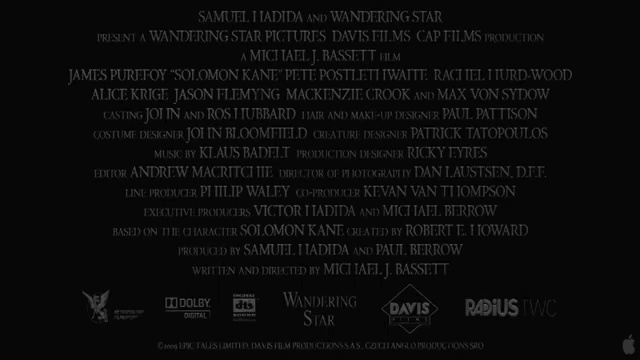 SAMUEL HADIDA AND WANDERING STAR
PRESENT A WANDERING STAR PICTURES DAVIS FILMS CAP FILMS PRODUCTION
A MICHAEL J. BASSETT FILM
JAMES PUREFOY "SOLOMON KANE" PETE POSTLETHWAITE RACHEL HURD-WOOD
ALICE KRIGE JASON FLEMYNG MACKENZIE CROOK AND MAX VON SYDOW
CASTING JOHN AND ROS HUBBARD HAIR AND MAKE-UP DESIGNER PAUL PATTISON
COSTUME DESIGNER JOHN BLOOMFIELD CREATURE DESIGNER PATRICK TATOPOULOS
MUSIC BY KLAUS BADELT PRODUCTION DESIGNER RICKY EYRES
EDITOR ANDREW MACRITCHIE DIRECTOR OF PHOTOGRAPHY DAN LAUSTSEN, D.F.F.
LINE PRODUCER PHILIP WALEY CO-PRODUCER KEVAN VAN THOMPSON
EXECUTIVE PRODUCERS VICTOR HADIDA AND MICHAEL BERROW
BASED ON THE CHARACTER SOLOMON KANE CREATED BY ROBERT E. HOWARD
PRODUCED BY SAMUEL HADIDA AND PAUL BERROW
WRITTEN AND DIRECTED BY MICHAEL J. BASSETT
DOLBY DIGITAL
dts
WANDERING STAR
DAVIS FILMS
RADiUS TWC
©2009 EPIC TALES LIMITED, DAVIS FILM PRODUCTIONS S.A.S., CZECH ANGLO PRODUCTIONS SRO